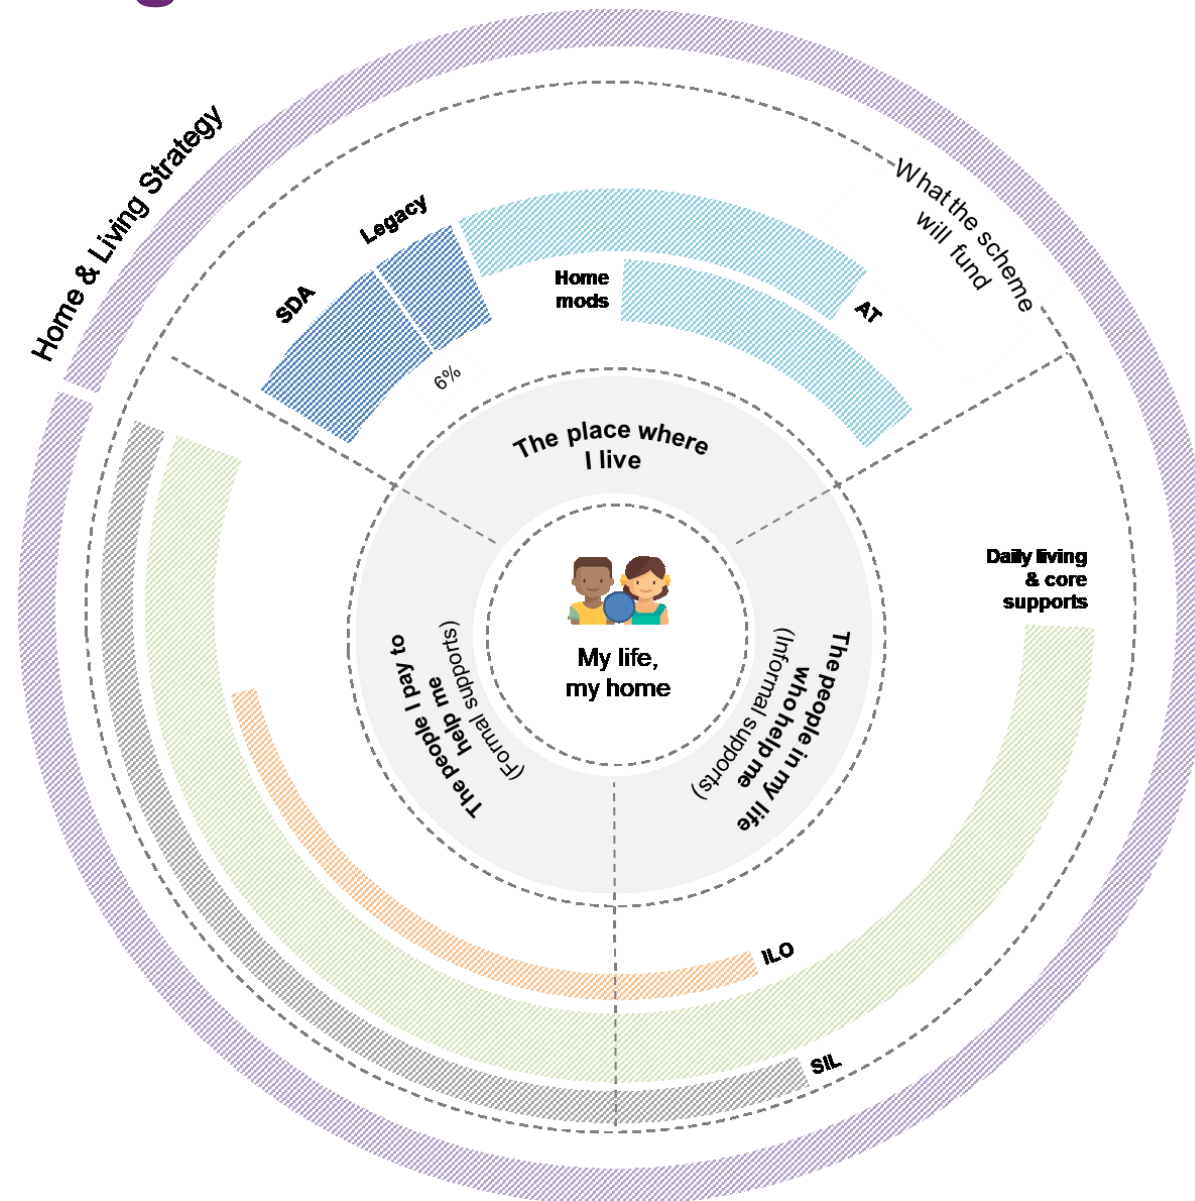 Home & Living Strategy
What the scheme
will fund
Legacy
SDA
6%
Home
mods
AT
The place where
I live
Daily living
& core
supports
My life,
my home
The people I pay to
help me
(Formal supports)
The people in my life
who help me
(Informal supports)
ILO
SIL